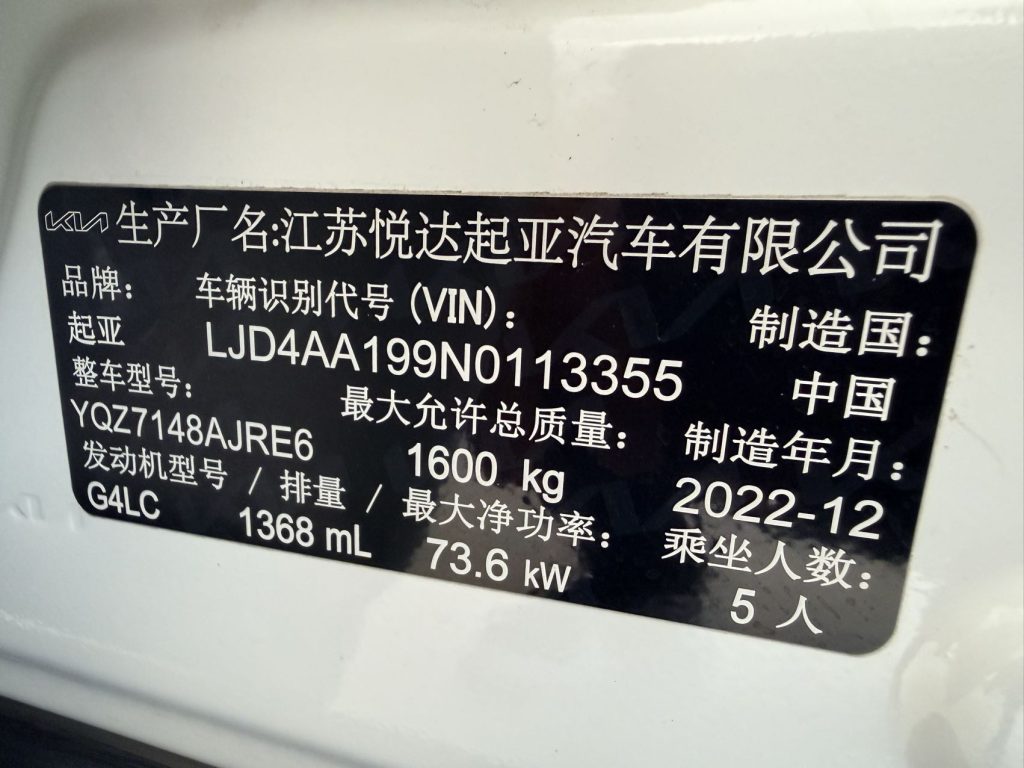 KIA 生产厂名:江苏悦达起亚汽车有限公司
品牌: 车辆识别代号 (VIN): 制造国:
起亚 LJD4AA199N0113355 中国
整车型号: 最大允许总质量: 制造年月:
YQZ7148AJRE6 1600 kg 2022-12
发动机型号 / 排量 / 最大净功率: 乘坐人数:
G4LC 1368 mL 73.6 kW 5 人